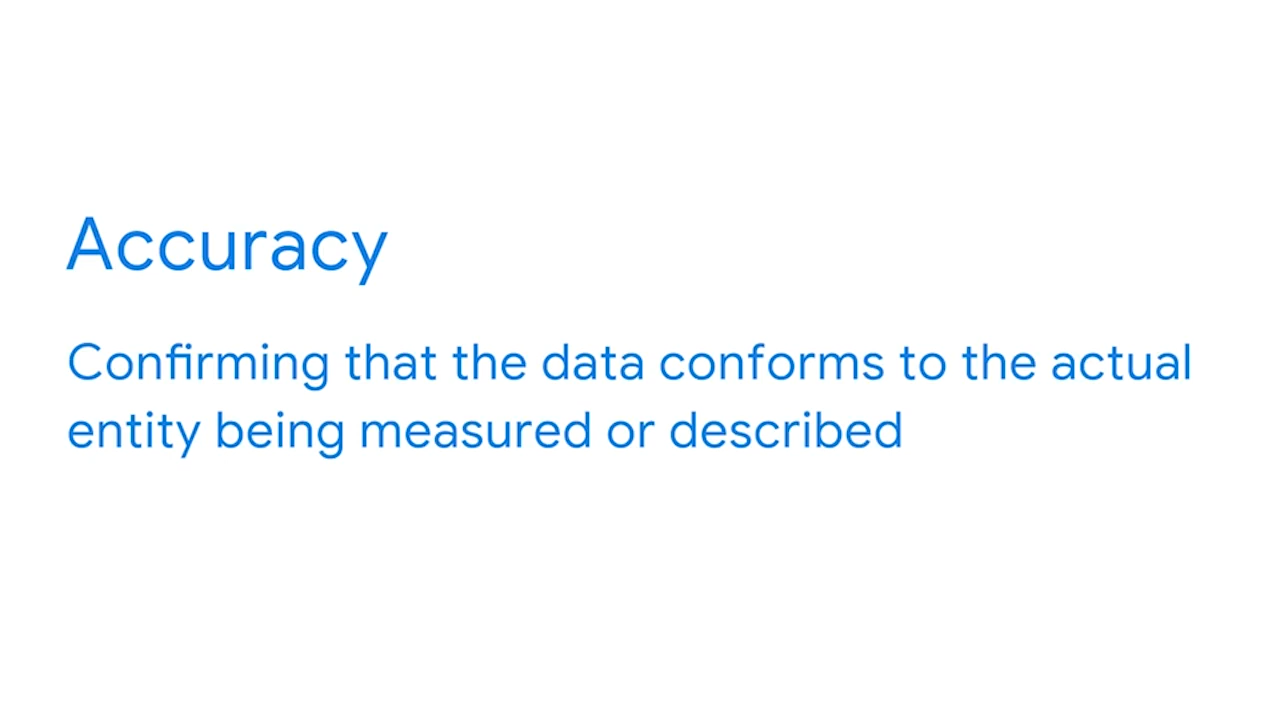 Accuracy
Confirming that the data conforms to the actual
entity being measured or described